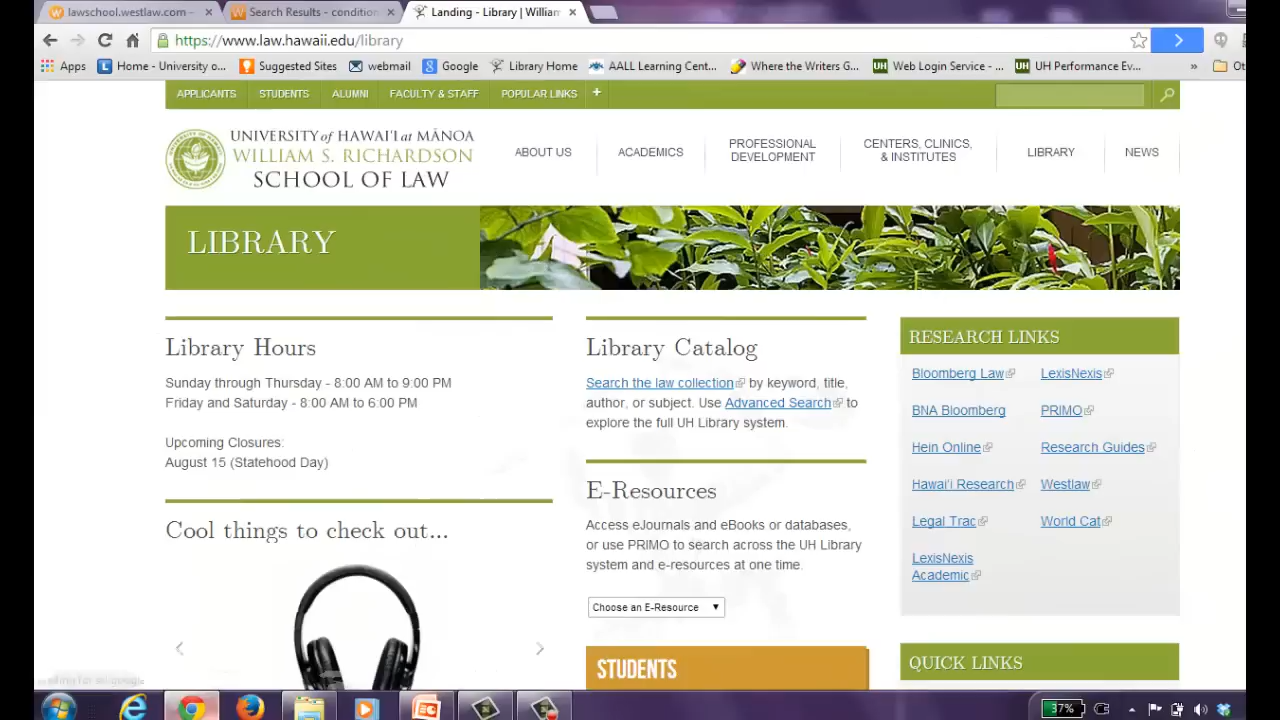 lawschool.westlaw.com -
Search Results - condition
Landing - Library | William
https://www.law.hawaii.edu/library
Apps
Home - University o...
Suggested Sites
webmail
Google
Library Home
AALL Learning Cent...
Where the Writers G...
Web Login Service - ...
UH Performance Ev...
»
Ot
APPLICANTS STUDENTS ALUMNI FACULTY & STAFF POPULAR LINKS +
UNIVERSITY of HAWAI'I at MĀNOA
WILLIAM S. RICHARDSON
SCHOOL OF LAW
ABOUT US
ACADEMICS
PROFESSIONAL
DEVELOPMENT
CENTERS, CLINICS,
& INSTITUTES
LIBRARY
NEWS
LIBRARY
Library Hours
Sunday through Thursday - 8:00 AM to 9:00 PM
Friday and Saturday - 8:00 AM to 6:00 PM
Upcoming Closures:
August 15 (Statehood Day)
Cool things to check out...
Library Catalog
Search the law collection by keyword, title,
author, or subject. Use Advanced Search to
explore the full UH Library system.
E-Resources
Access eJournals and eBooks or databases,
or use PRIMO to search across the UH Library
system and e-resources at one time.
Choose an E-Resource
STUDENTS
RESEARCH LINKS
Bloomberg Law
LexisNexis
BNA Bloomberg
PRIMO
Hein Online
Research Guides
Hawai'i Research
Westlaw
Legal Trac
World Cat
LexisNexis
Academic
QUICK LINKS
37%